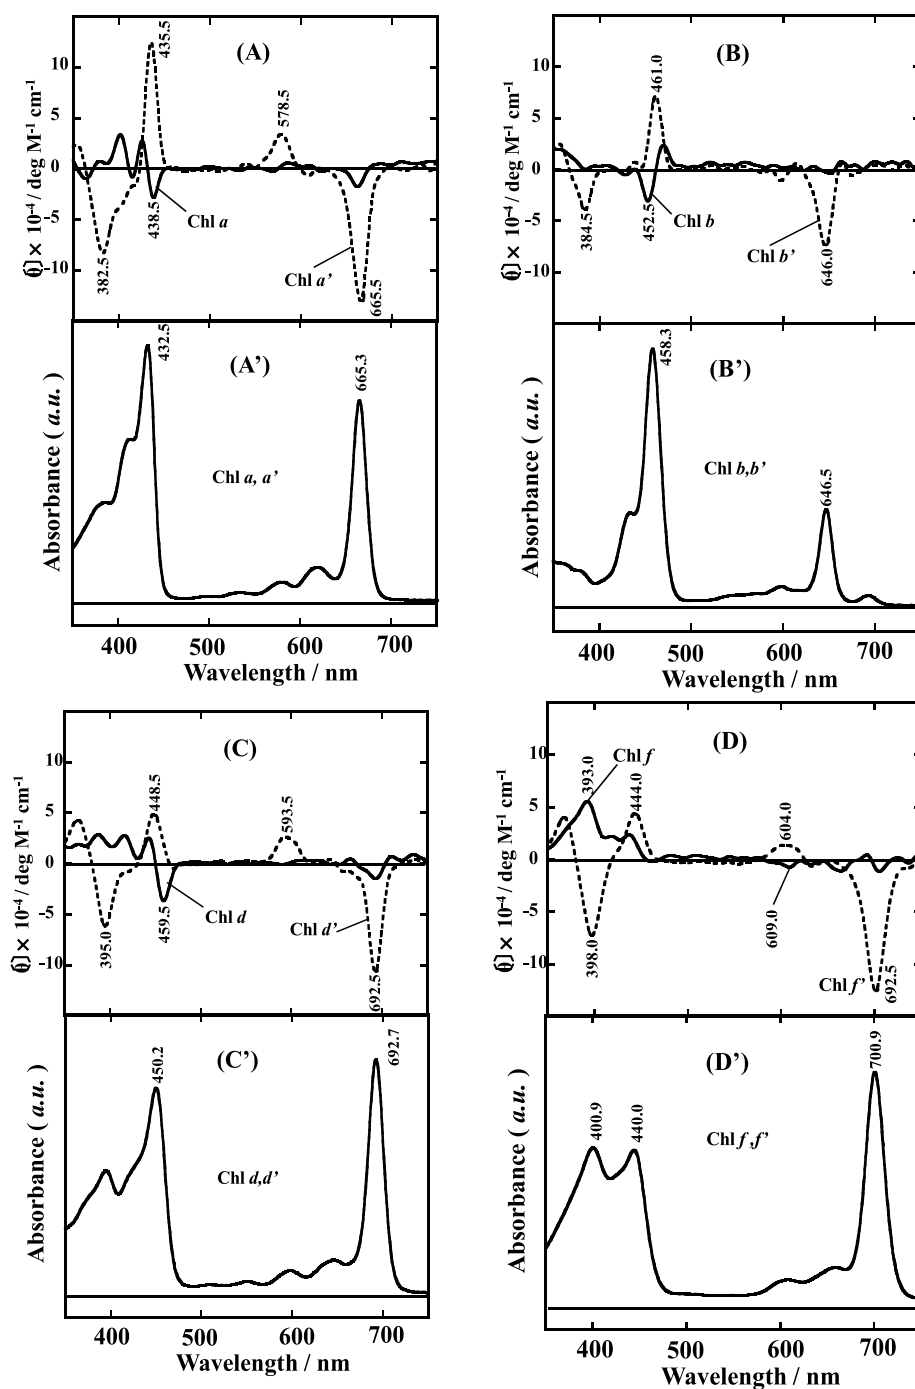 (A)
435.5
578.5
10
5
0
-5
-10
× 10-4 / deg M-1 cm-1
Chl a
438.5
382.5
Chl a’
665.5
(B)
461.0
10
5
0
-5
-10
× 10-4 / deg M-1 cm-1
384.5
452.5
Chl b
Chl b’
646.0
432.5
(A’)
665.3
Absorbance ( a.u. )
Chl a, a’
400 500 600 700
Wavelength / nm
458.3
(B’)
Absorbance ( a.u. )
Chl b,b’
646.5
400 500 600 700
Wavelength / nm
(C)
10
5
0
-5
-10
× 10-4 / deg M-1 cm-1
448.5
593.5
395.0
459.5
Chl d
Chl d’
692.5
(D)
10
5
0
-5
-10
× 10-4 / deg M-1 cm-1
393.0
Chl f
444.0
604.0
398.0
609.0
Chl f’
692.5
(C’)
450.2
692.7
Absorbance ( a.u. )
Chl d,d’
400 500 600 700
Wavelength / nm
(D’)
400.9
440.0
700.9
Absorbance ( a.u. )
Chl f ,f’
400 500 600 700
Wavelength / nm